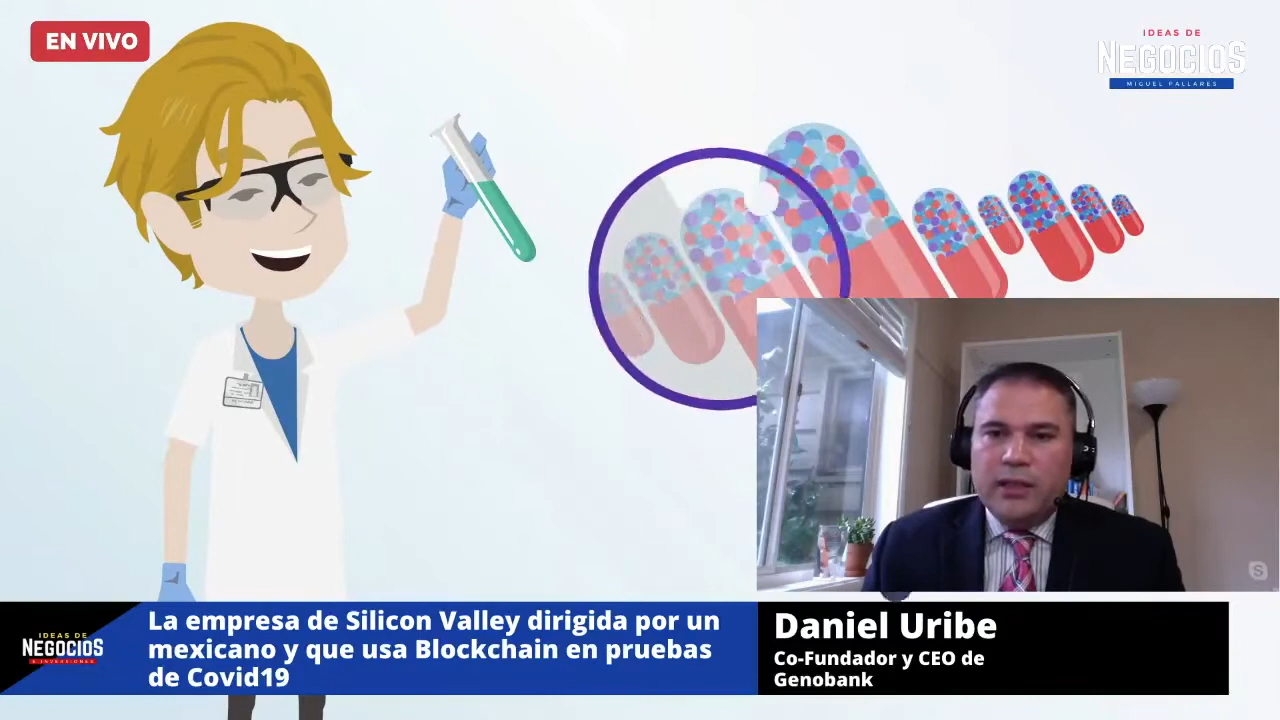 EN VIVO
IDEAS DE
NEGOCIOS
MIGUEL PALLARES
IDEAS DE
NEGOCIOS
E INVERSIONES
La empresa de Silicon Valley dirigida por un
mexicano y que usa Blockchain en pruebas
de Covid19
Daniel Uribe
Co-Fundador y CEO de
Genobank